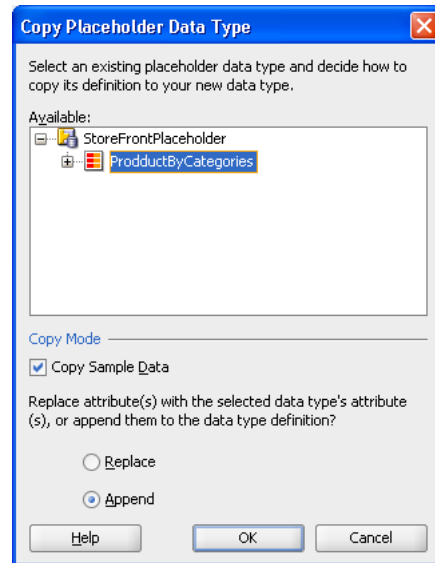 Copy Placeholder Data Type
Select an existing placeholder data type and decide how to
copy its definition to your new data type.
Available:
StoreFrontPlaceholder
ProdductByCategories
Copy Mode
Copy Sample Data
Replace attribute(s) with the selected data type's attribute
(s), or append them to the data type definition?
Replace
Append
Help OK Cancel